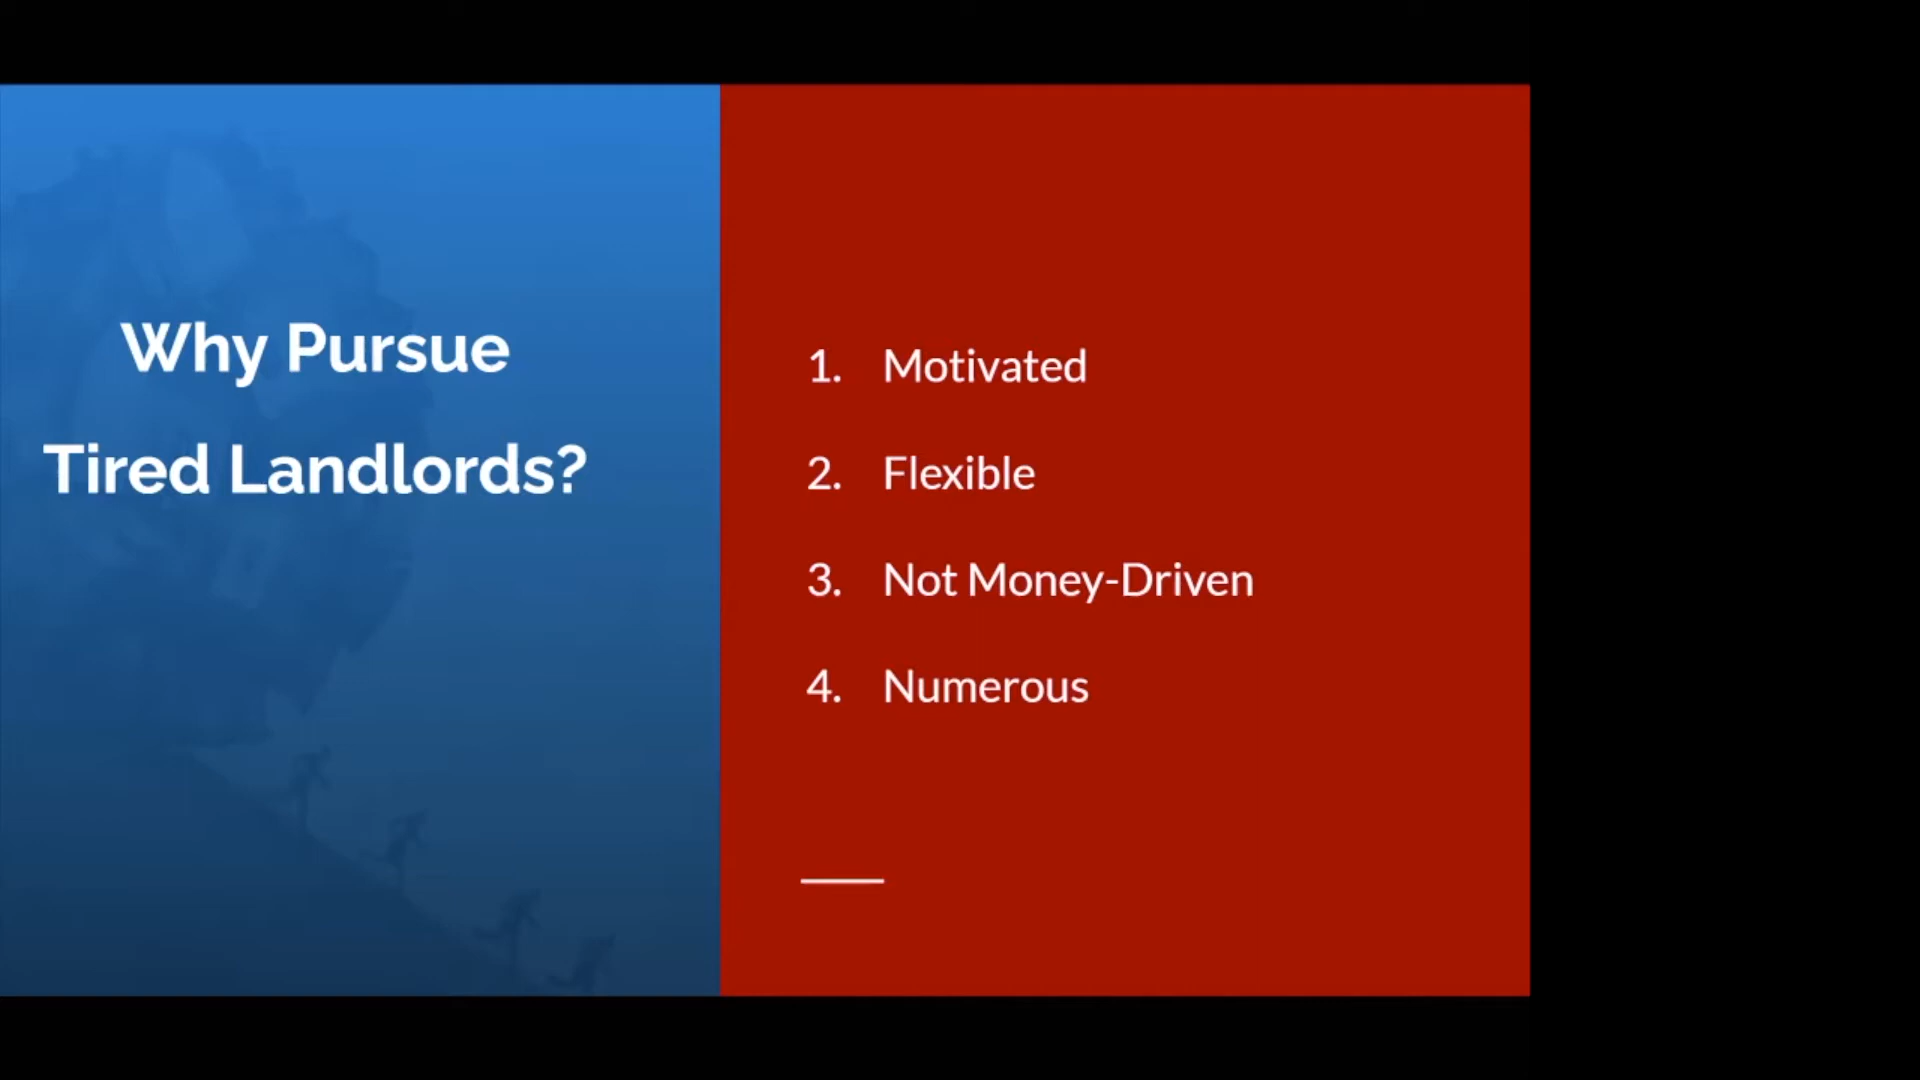 Why Pursue
Tired Landlords?
1. Motivated
2. Flexible
3. Not Money-Driven
4. Numerous